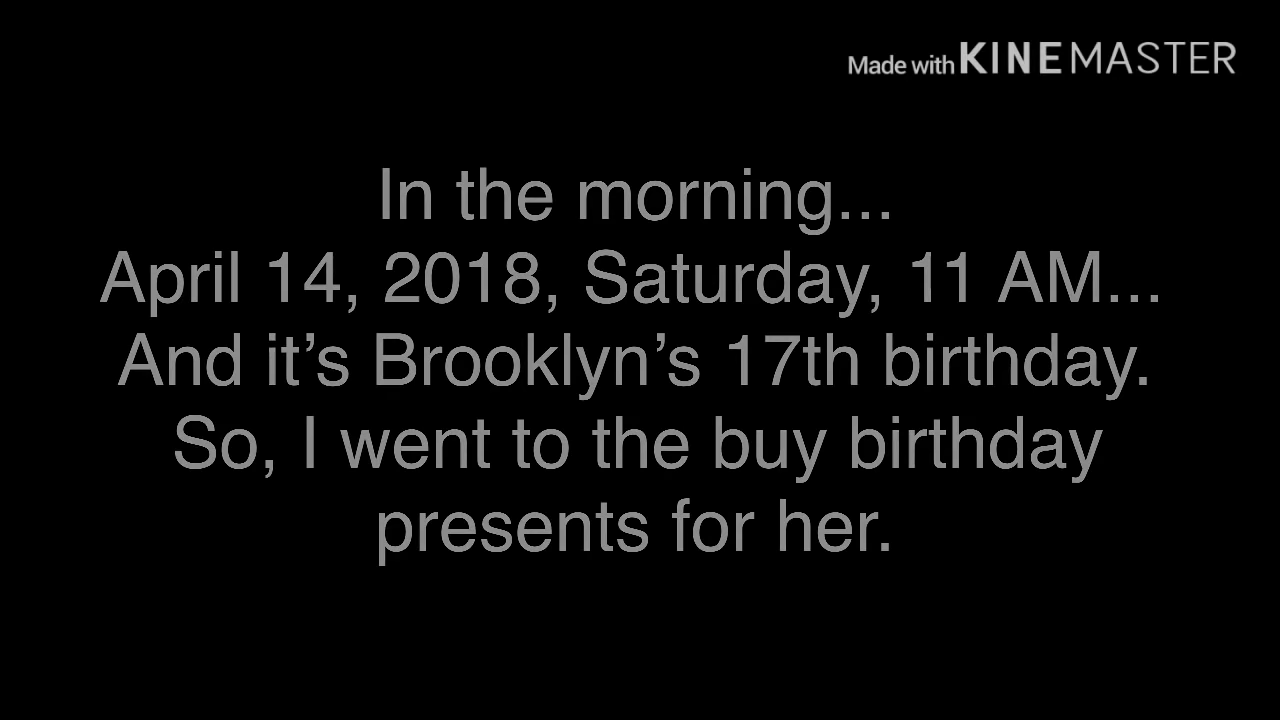 Made with KINEMASTER
In the morning...
April 14, 2018, Saturday, 11 AM...
And it’s Brooklyn’s 17th birthday.
So, I went to the buy birthday
presents for her.